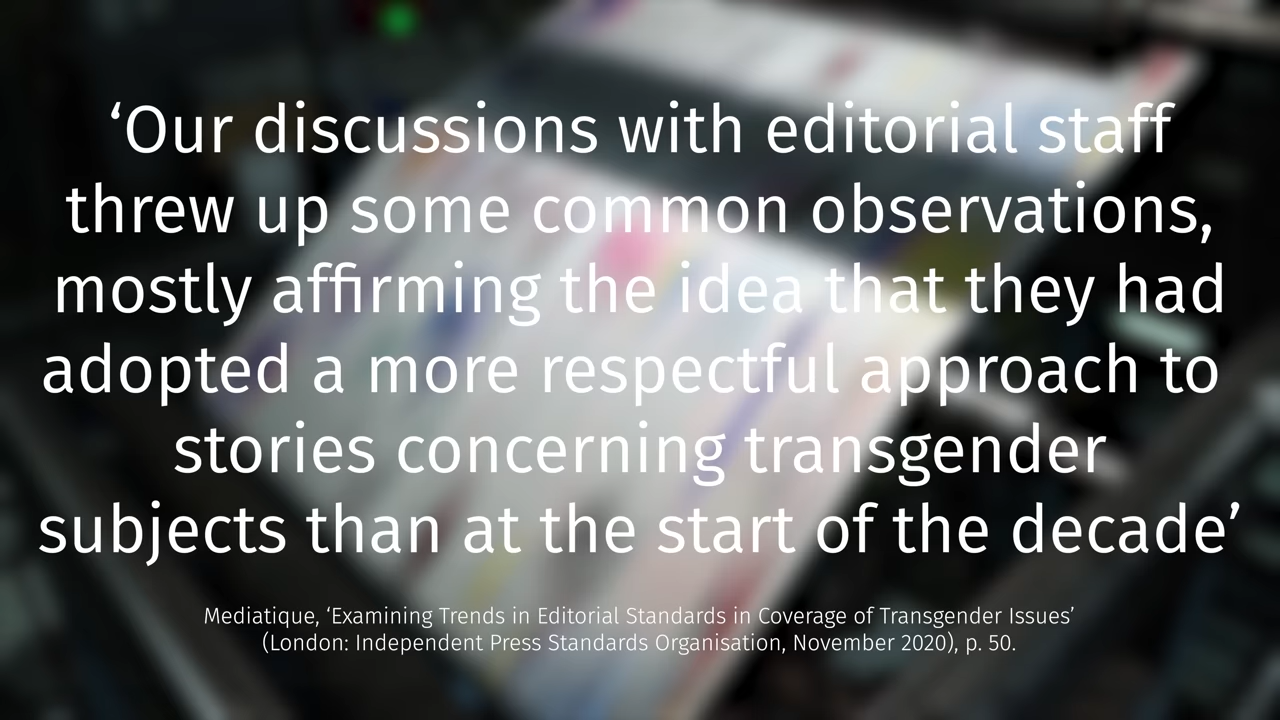 ‘Our discussions with editorial staff
threw up some common observations,
mostly affirming the idea that they had
adopted a more respectful approach to
stories concerning transgender
subjects than at the start of the decade’
Mediatique, ‘Examining Trends in Editorial Standards in Coverage of Transgender Issues’
(London: Independent Press Standards Organisation, November 2020), p. 50.